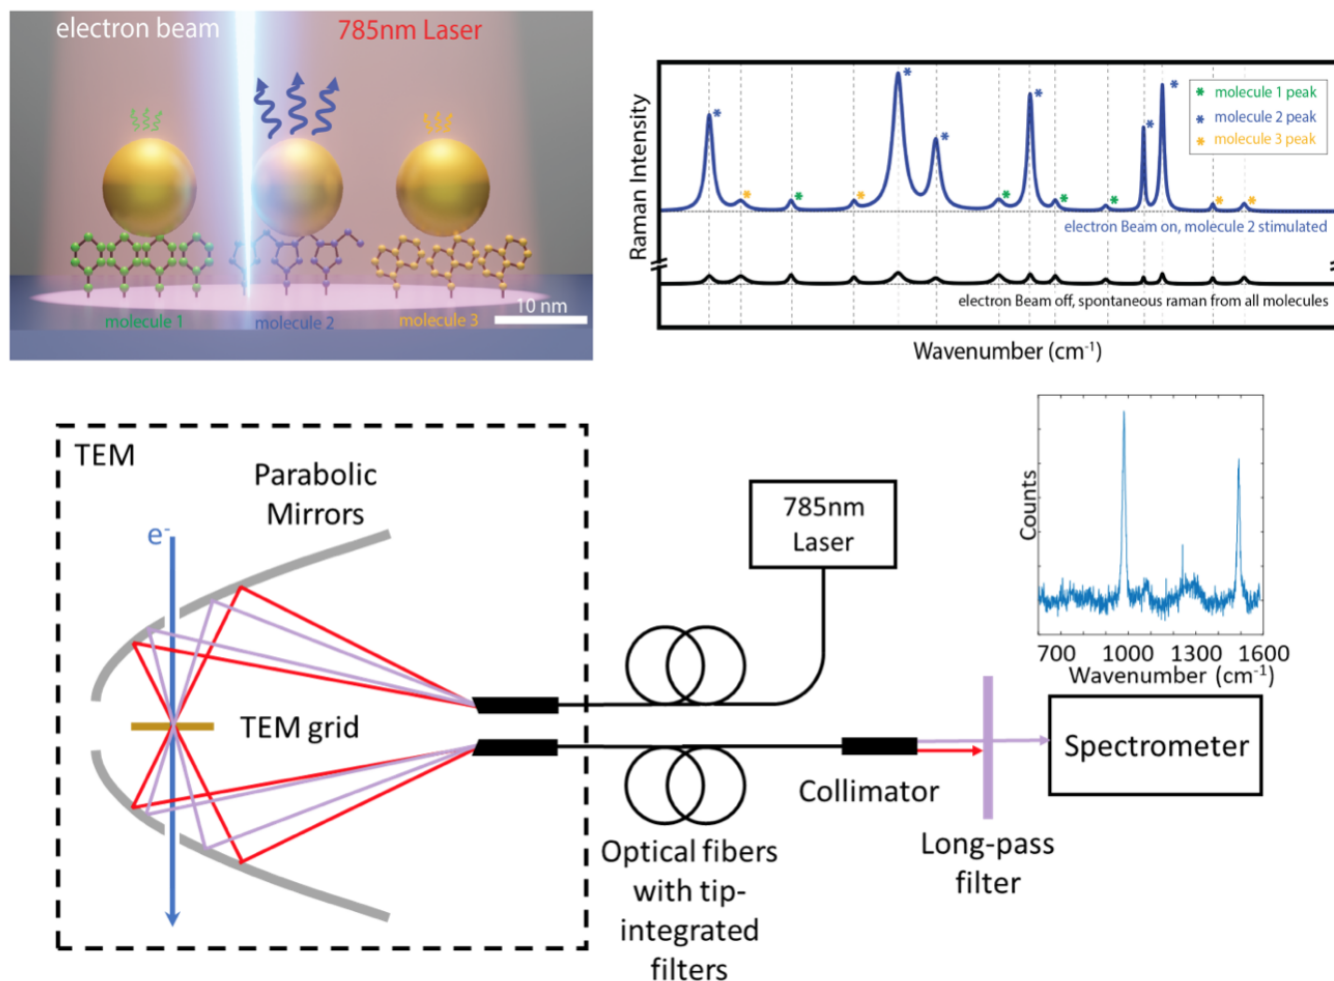 electron beam
785nm Laser
molecule 1
molecule 2
molecule 3
10 nm
Raman Intensity
* molecule 1 peak
* molecule 2 peak
* molecule 3 peak
electron Beam on, molecule 2 stimulated
electron Beam off, spontaneous raman from all molecules
Wavenumber (cm⁻¹)
TEM
Parabolic
Mirrors
e⁻
TEM grid
785nm
Laser
Optical fibers
with tip-
integrated
filters
Collimator
Long-pass
filter
Counts
700 1000 1300 1600
Wavenumber (cm⁻¹)
Spectrometer